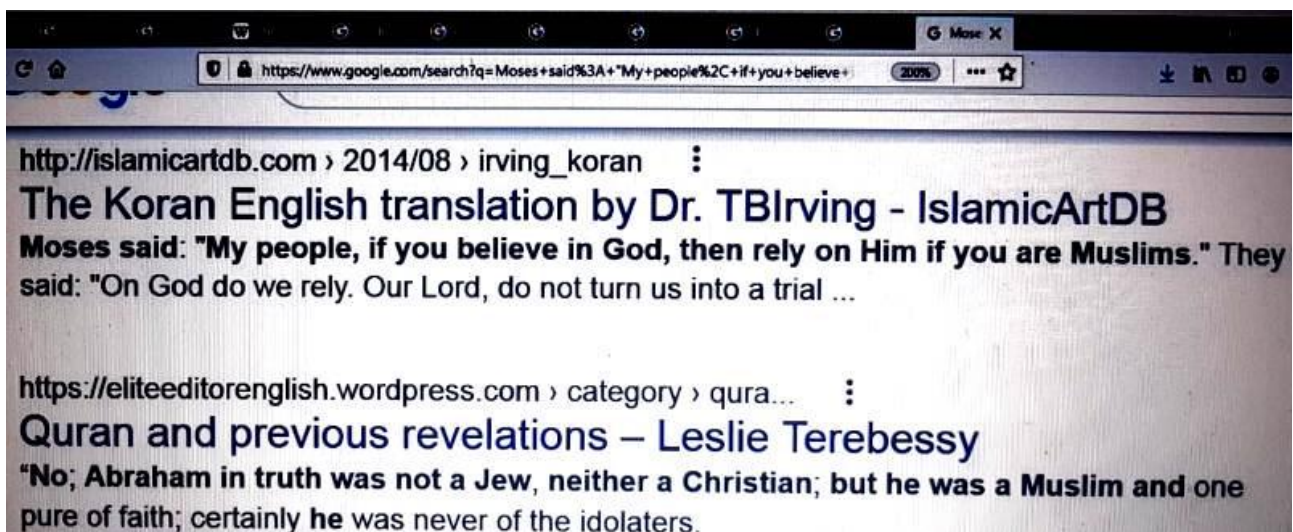 Mose
https://www.google.com/search?q=Moses+said%3A+"My+people%2C+if+you+believe+ 200%
http://islamicartdb.com › 2014/08 › irving_koran
The Koran English translation by Dr. TBIrving - IslamicArtDB
Moses said: "My people, if you believe in God, then rely on Him if you are Muslims." They
said: "On God do we rely. Our Lord, do not turn us into a trial ...
https://eliteeditorenglish.wordpress.com › category › qura...
Quran and previous revelations – Leslie Terebessy
“No; Abraham in truth was not a Jew, neither a Christian; but he was a Muslim and one
pure of faith; certainly he was never of the idolaters.